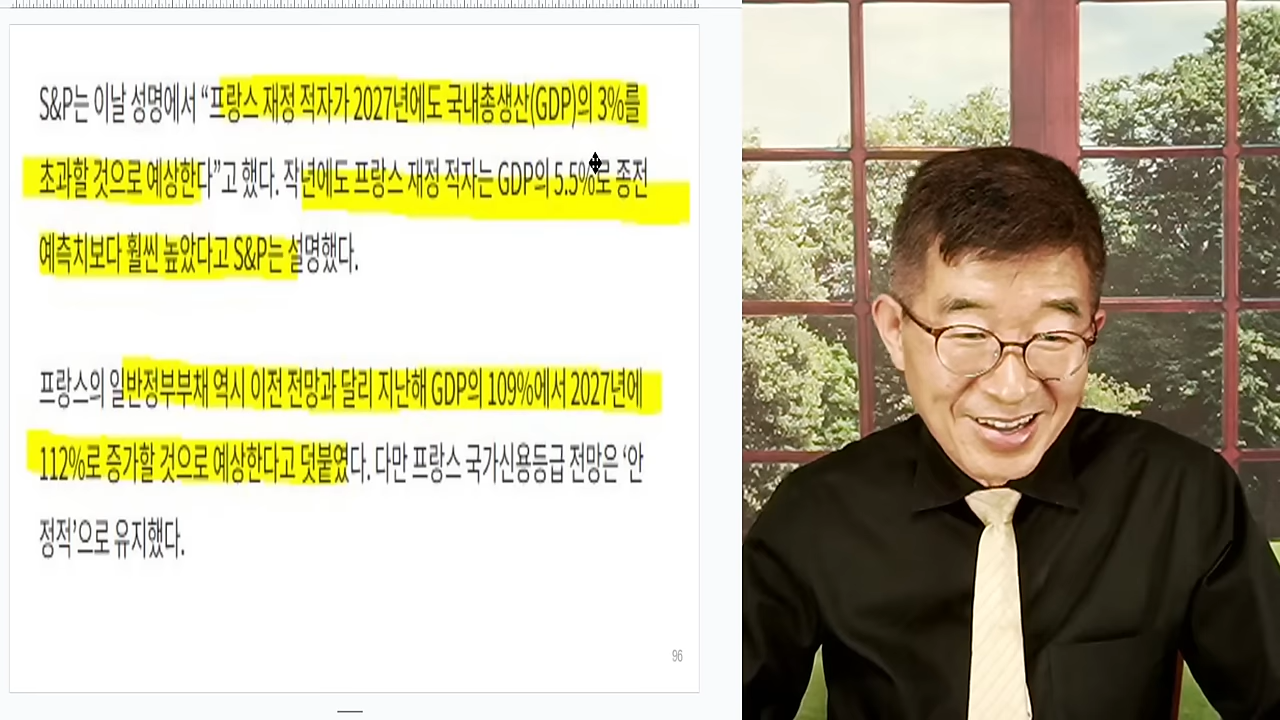 S&P는 이날 성명에서 “프랑스 재정 적자가 2027년에도 국내총생산(GDP)의 3%를
초과할 것으로 예상한다”고 했다. 작년에도 프랑스 재정 적자는 GDP의 5.5%로 종전
예측치보다 훨씬 높았다고 S&P는 설명했다.
프랑스의 일반정부부채 역시 이전 전망과 달리 지난해 GDP의 109%에서 2027년에
112%로 증가할 것으로 예상한다고 덧붙였다. 다만 프랑스 국가신용등급 전망은 ‘안
정적’으로 유지했다.
96